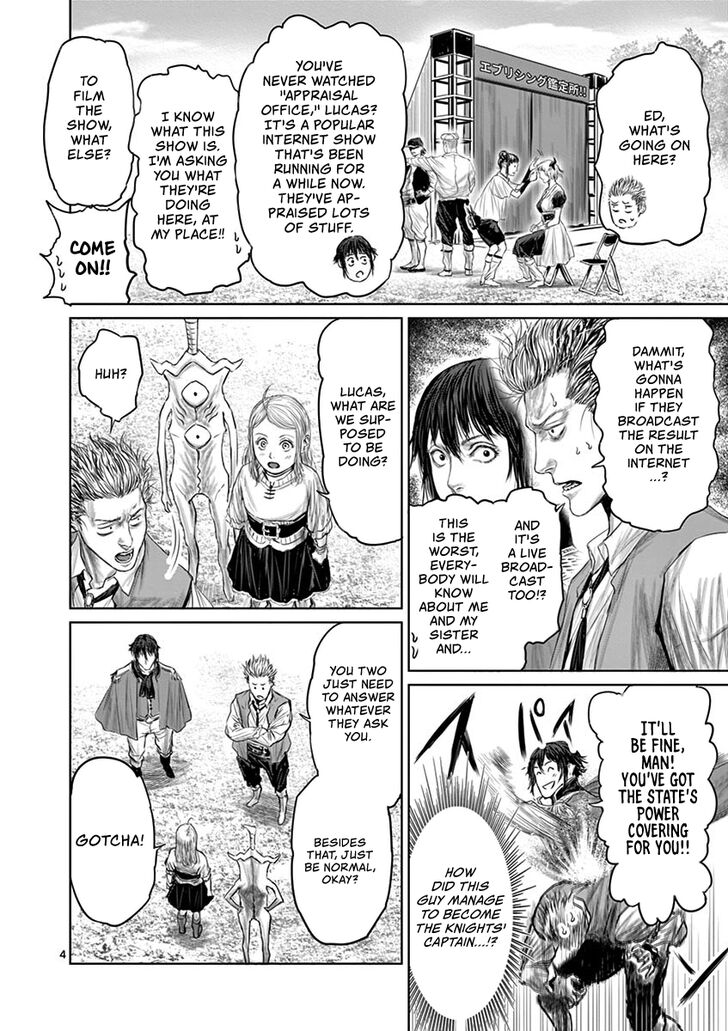 エブリシング鑑定所!!
ED,
WHAT'S
GOING ON
HERE?
YOU'VE
NEVER WATCHED
"APPRAISAL
OFFICE," LUCAS?
IT'S A POPULAR
INTERNET SHOW
THAT'S BEEN
RUNNING FOR
A WHILE NOW.
THEY'VE AP-
PRAISED LOTS
OF STUFF.
I KNOW
WHAT THIS
SHOW IS.
I'M ASKING
YOU WHAT
THEY'RE
DOING
HERE, AT
MY PLACE!!
TO
FILM
THE
SHOW,
WHAT
ELSE?
COME
ON!!
DAMMIT,
WHAT'S
GONNA
HAPPEN
IF THEY
BROADCAST
THE RESULT
ON THE
INTERNET
...?
AND
IT'S A
LIVE
BROAD-
CAST
TOO!?
THIS
IS THE
WORST,
EVERY-
BODY WILL
KNOW
ABOUT ME
AND MY
SISTER
AND...
LUCAS,
WHAT ARE
WE SUP-
POSED TO
BE DOING?
HUH?
スパイ
IT'LL
BE FINE,
MAN!
YOU'VE GOT
THE STATE'S
POWER
COVERING
FOR YOU!!
HOW
DID THIS
GUY MANAGE
TO BECOME
THE KNIGHTS'
CAPTAIN...!?
YOU TWO
JUST NEED
TO ANSWER
WHATEVER
THEY ASK
YOU.
BESIDES
THAT, JUST
BE NORMAL,
OKAY?
GOTCHA!
4